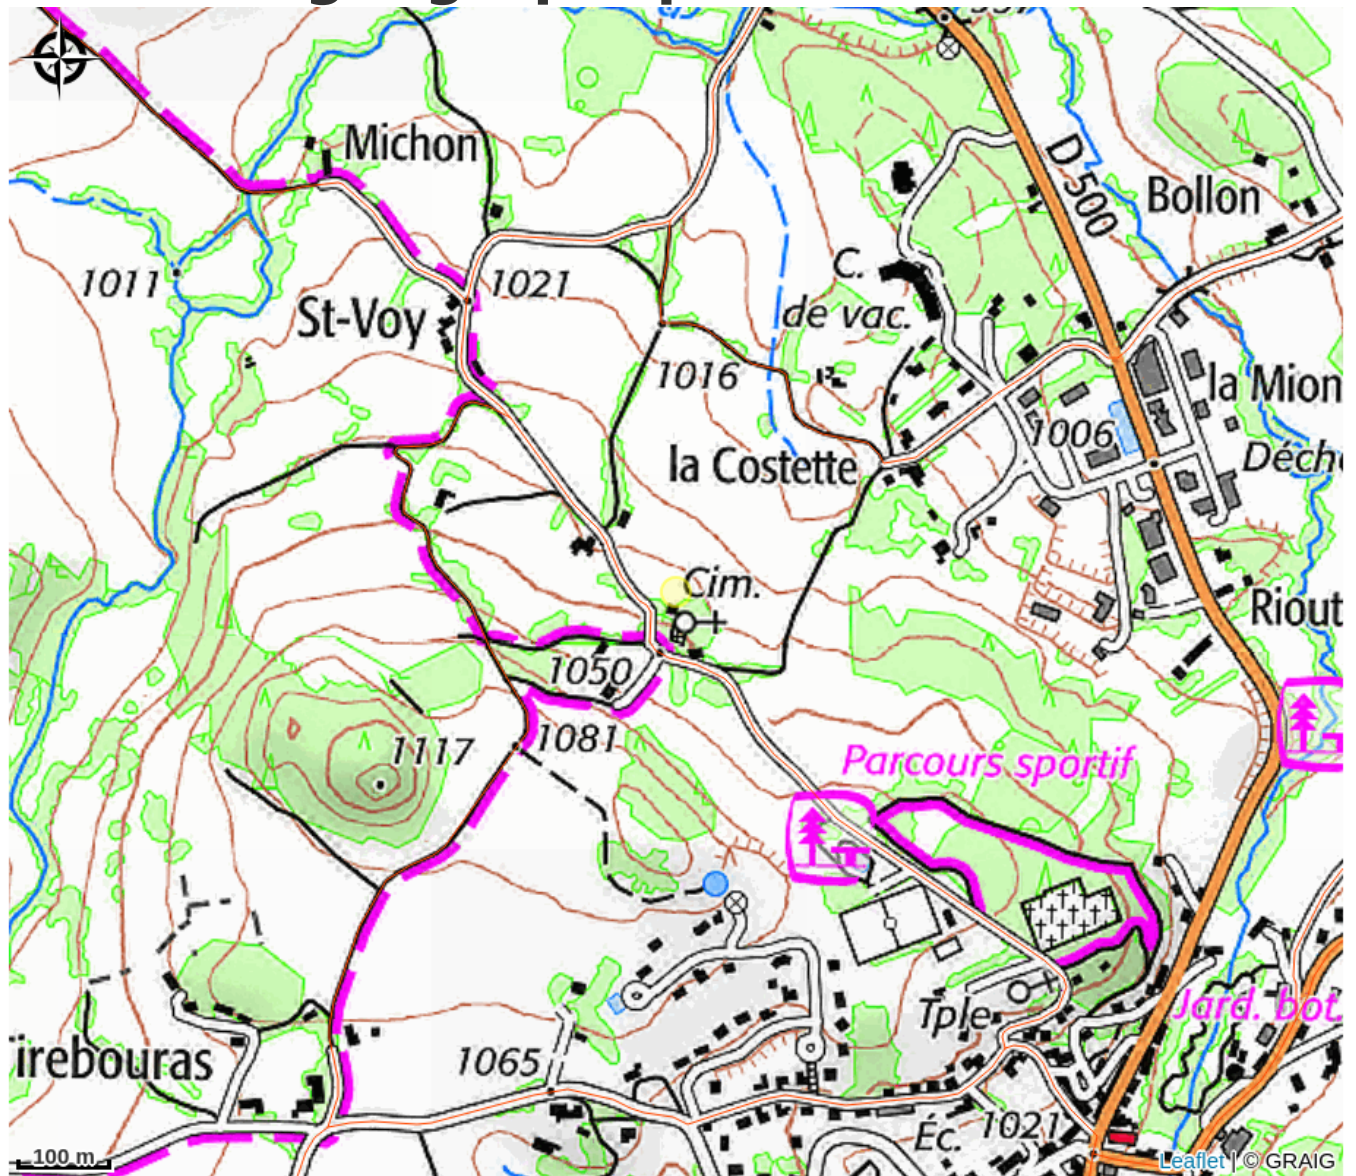 Michon
D 500
Bollon
1011
1021
C.
de vac.
St-Voy
1016
la Mion
1006
la Costette
Déch
Cim.
Riout
1050
1081
1117
Parcours sportif
Tple
Jard. bot.
irebouras
1065
Éc.
1021
100 m
Leaflet | © GRAIG